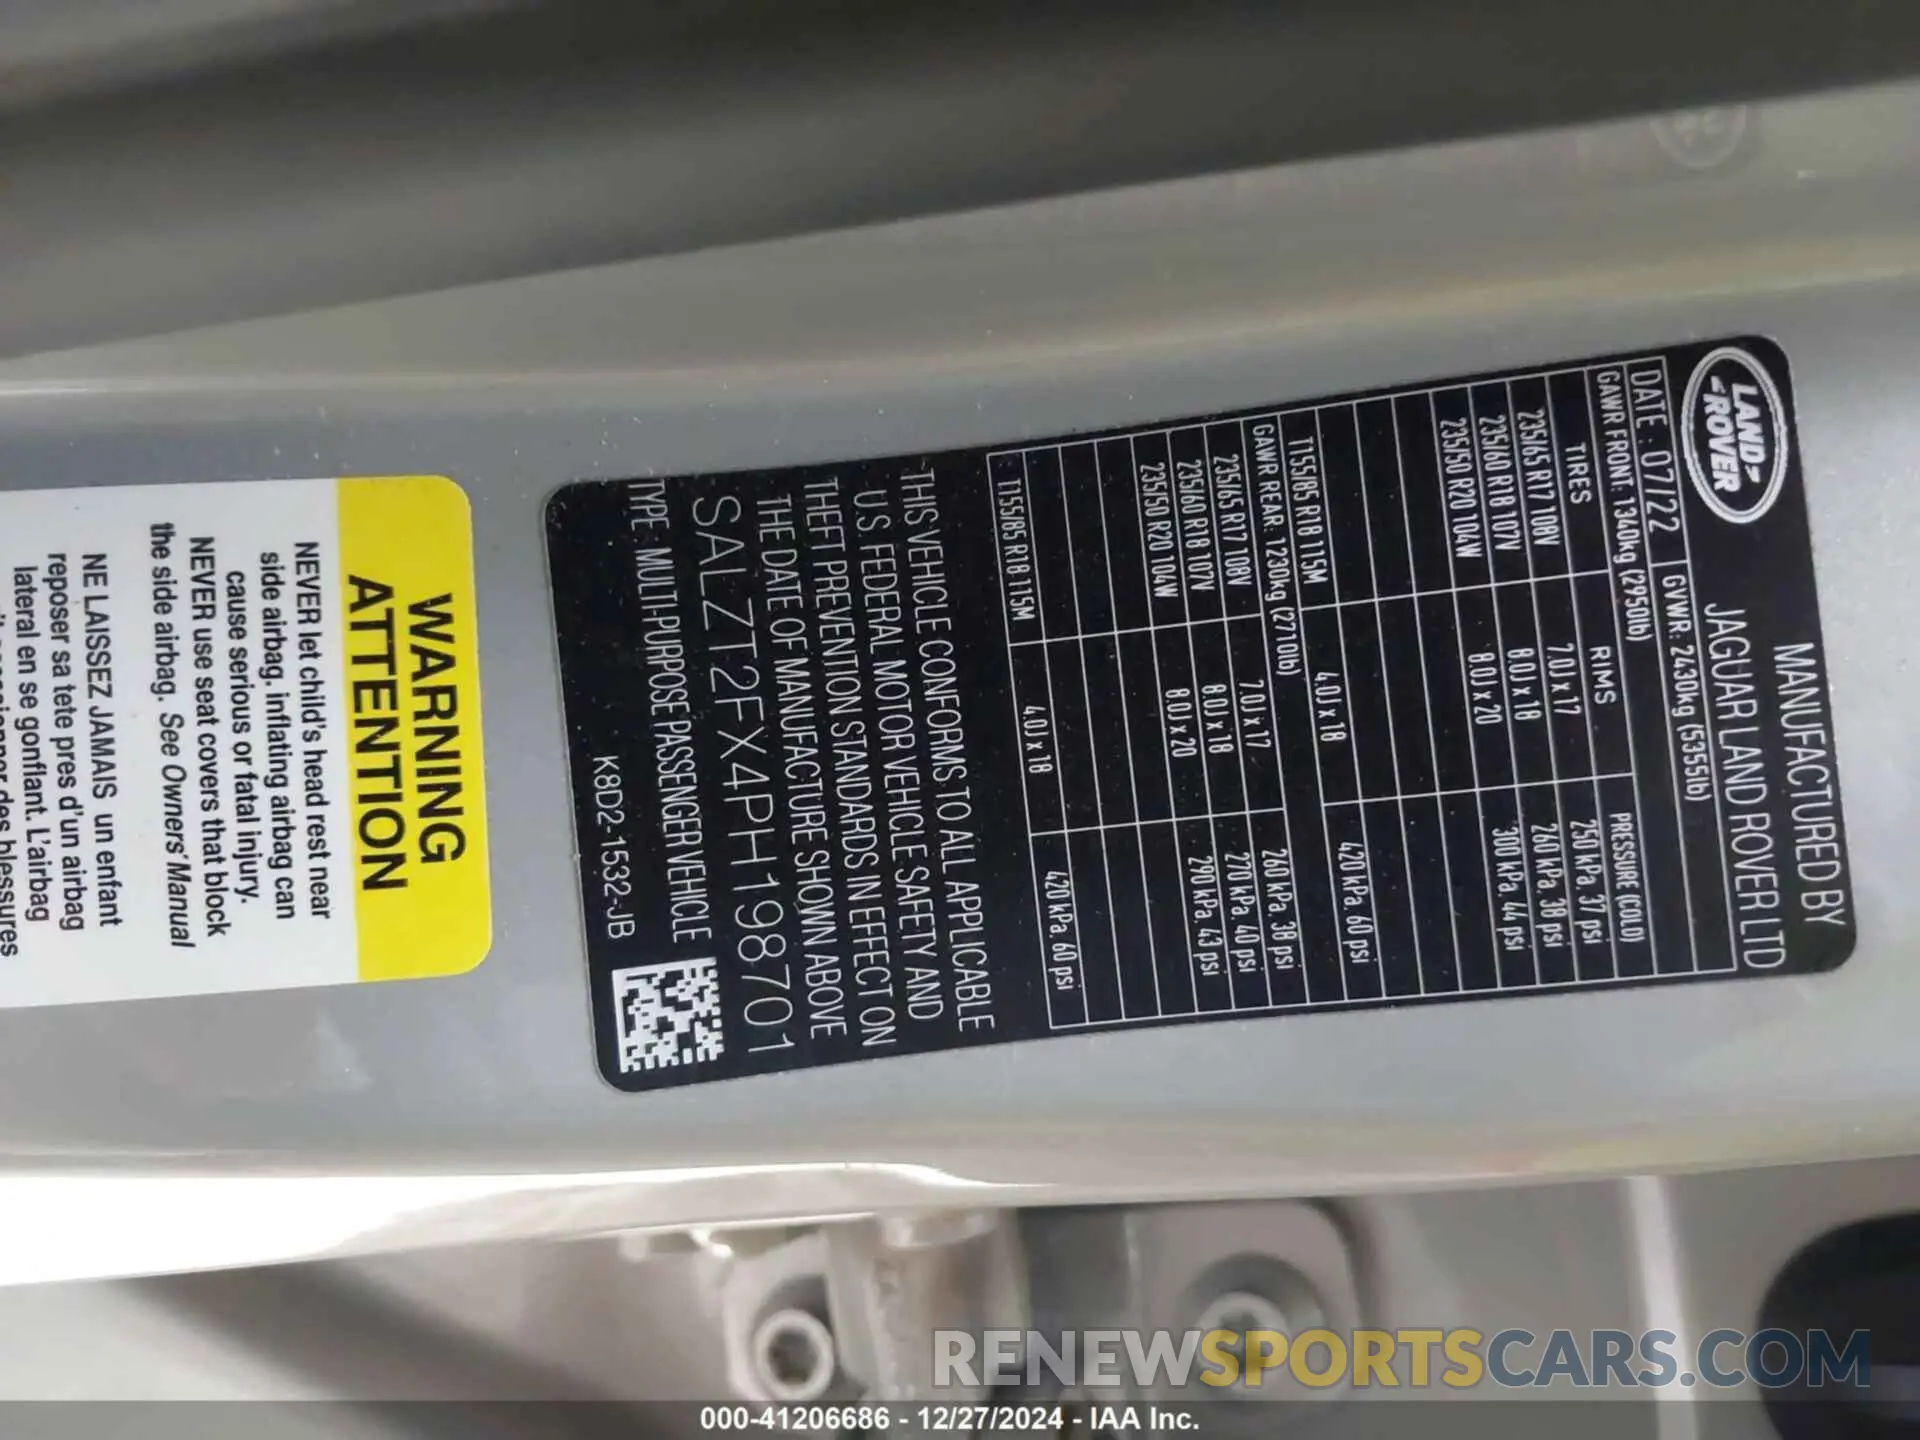 MANUFACTURED BY
JAGUAR LAND ROVER LTD
LAND
ROVER
DATE : 07/22
GVWR: 2430kg (5355lb)
GAWR FRONT: 1340kg (2950lb)
TIRES RIMS PRESSURE (COLD)
235/65 R17 108V 7.0J x 17 250 kPa. 37 psi
235/60 R18 107V 8.0J x 18 260 kPa. 38 psi
235/50 R20 104W 8.0J x 20 300 kPa. 44 psi
T155/85 R18 115M 4.0J x 18 420 kPa. 60 psi
GAWR REAR: 1230kg (2710lb)
235/65 R17 108V 7.0J x 17 260 kPa. 38 psi
235/60 R18 107V 8.0J x 18 270 kPa. 40 psi
235/50 R20 104W 8.0J x 20 290 kPa. 43 psi
T155/85 R18 115M 4.0J x 18 420 kPa. 60 psi
THIS VEHICLE CONFORMS TO ALL APPLICABLE
U.S. FEDERAL MOTOR VEHICLE SAFETY AND
THEFT PREVENTION STANDARDS IN EFFECT ON
THE DATE OF MANUFACTURE SHOWN ABOVE
SALZT2FX4PH198701
TYPE : MULTI-PURPOSE PASSENGER VEHICLE
K8D2-1532-JB
WARNING
ATTENTION
NEVER let child's head rest near
side airbag, inflating airbag can
cause serious or fatal injury.
NEVER use seat covers that block
the side airbag. See Owners' Manual
NE LAISSEZ JAMAIS un enfant
reposer sa tete pres d'un airbag
lateral en se gonflant. L'airbag
des blessures
RENEWSPORTSCARS.COM
000-41206686 - 12/27/2024 - IAA Inc.